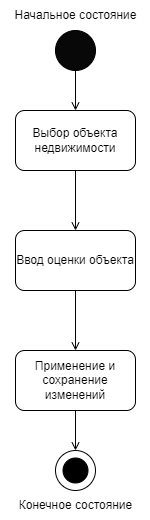 Начальное состояние
Выбор объекта
недвижимости
Ввод оценки объекта
Применение и
сохранение
изменений
Конечное состояние